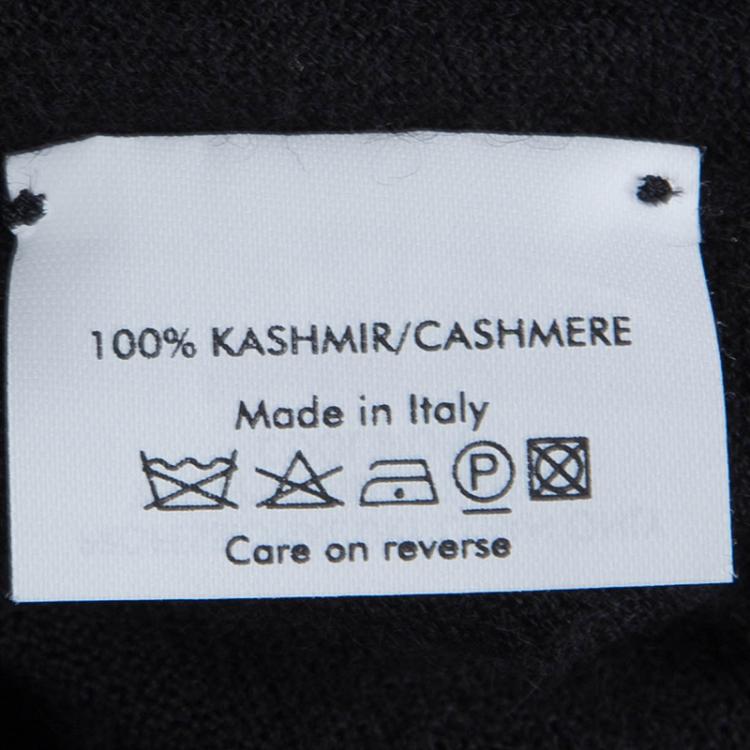 100% KASHMIR/CASHMERE
Made in Italy
P
Care on reverse